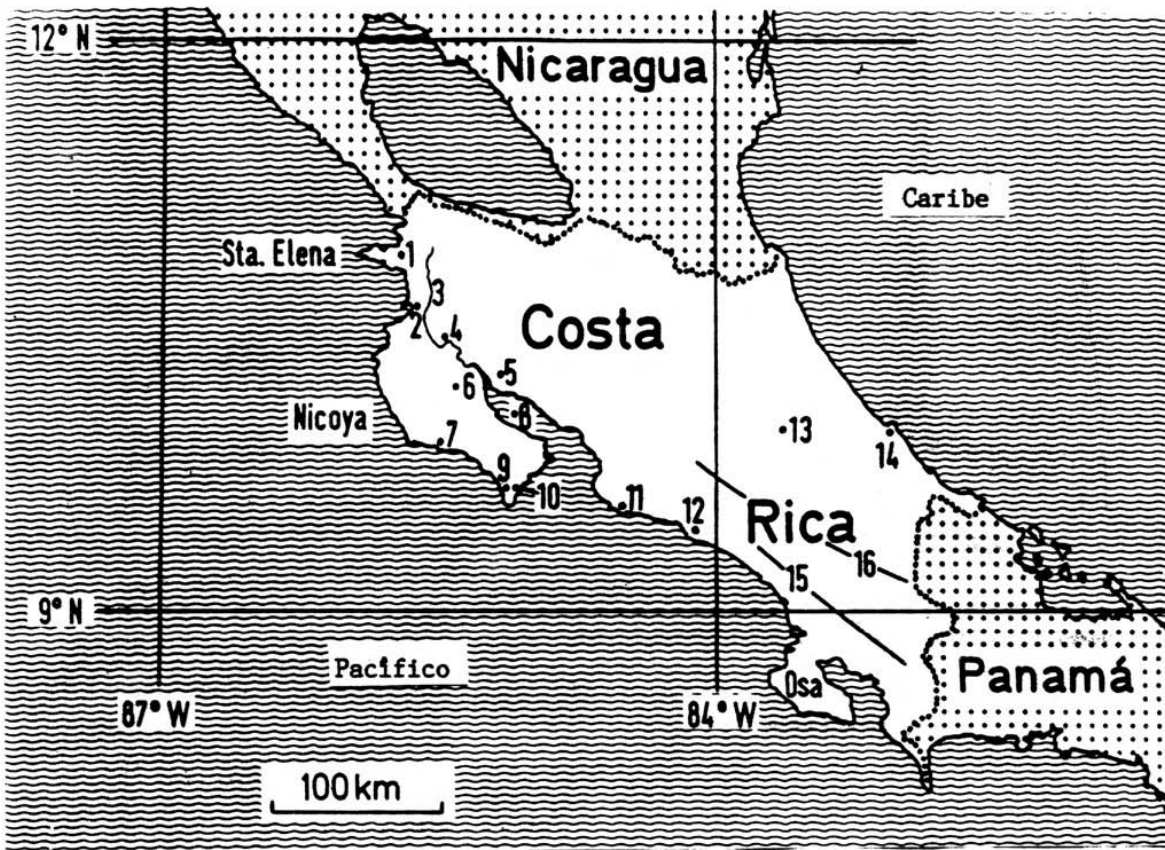 12° N
Nicaragua
Caribe
Sta. Elena
1
3
2
4
Costa
5
6
8
Nicoya
7
13
14
9
10
11
12
Rica
15
16
9° N
Pacífico
Osa
Panamá
87° W
84° W
100 km